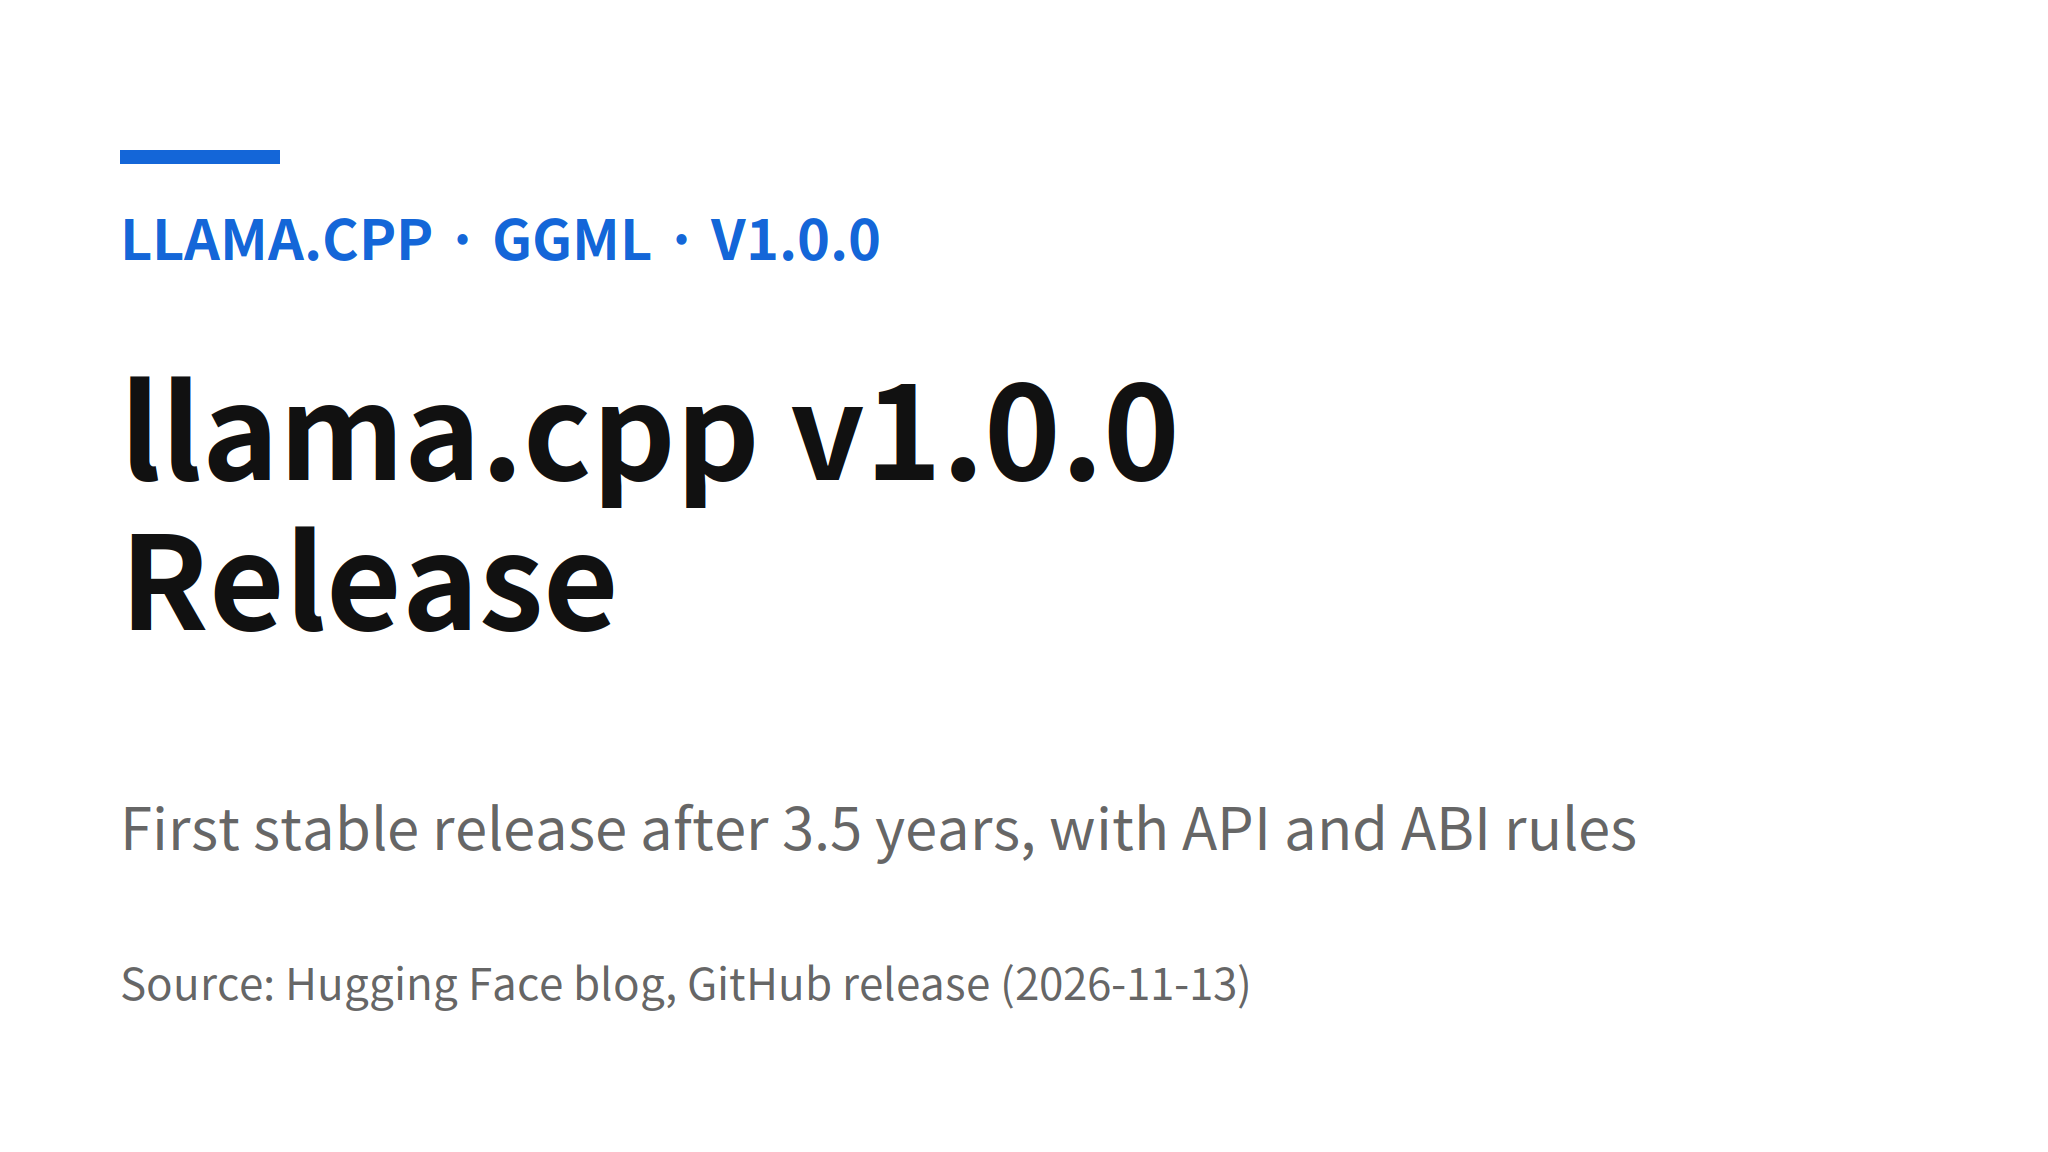 LLAMA.CPP · GGML · V1.0.0
llama.cpp v1.0.0
Release
First stable release after 3.5 years, with API and ABI rules
Source: Hugging Face blog, GitHub release (2026-11-13)